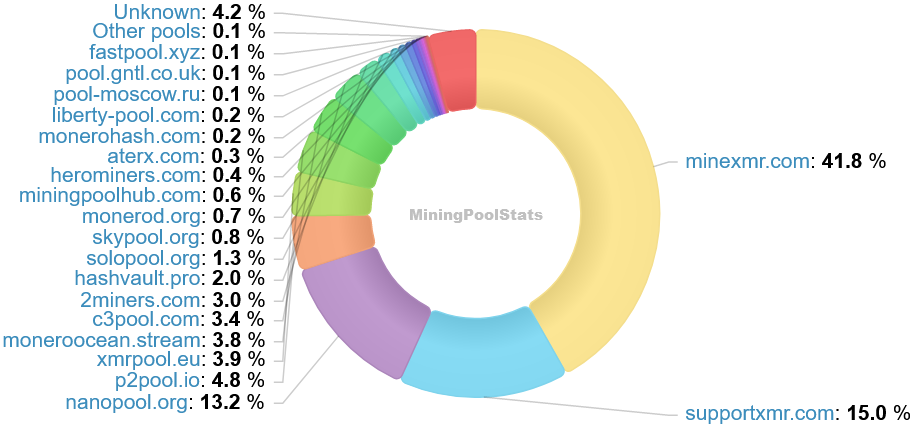 Unknown: 4.2 %
Other pools: 0.1 %
fastpool.xyz: 0.1 %
pool.gntl.co.uk: 0.1 %
pool-moscow.ru: 0.1 %
liberty-pool.com: 0.2 %
monerohash.com: 0.2 %
aterx.com: 0.3 %
herominers.com: 0.4 %
miningpoolhub.com: 0.6 %
monerod.org: 0.7 %
skypool.org: 0.8 %
solopool.org: 1.3 %
hashvault.pro: 2.0 %
2miners.com: 3.0 %
c3pool.com: 3.4 %
moneroocean.stream: 3.8 %
xmrpool.eu: 3.9 %
p2pool.io: 4.8 %
nanopool.org: 13.2 %
MiningPoolStats
minexmr.com: 41.8 %
supportxmr.com: 15.0 %